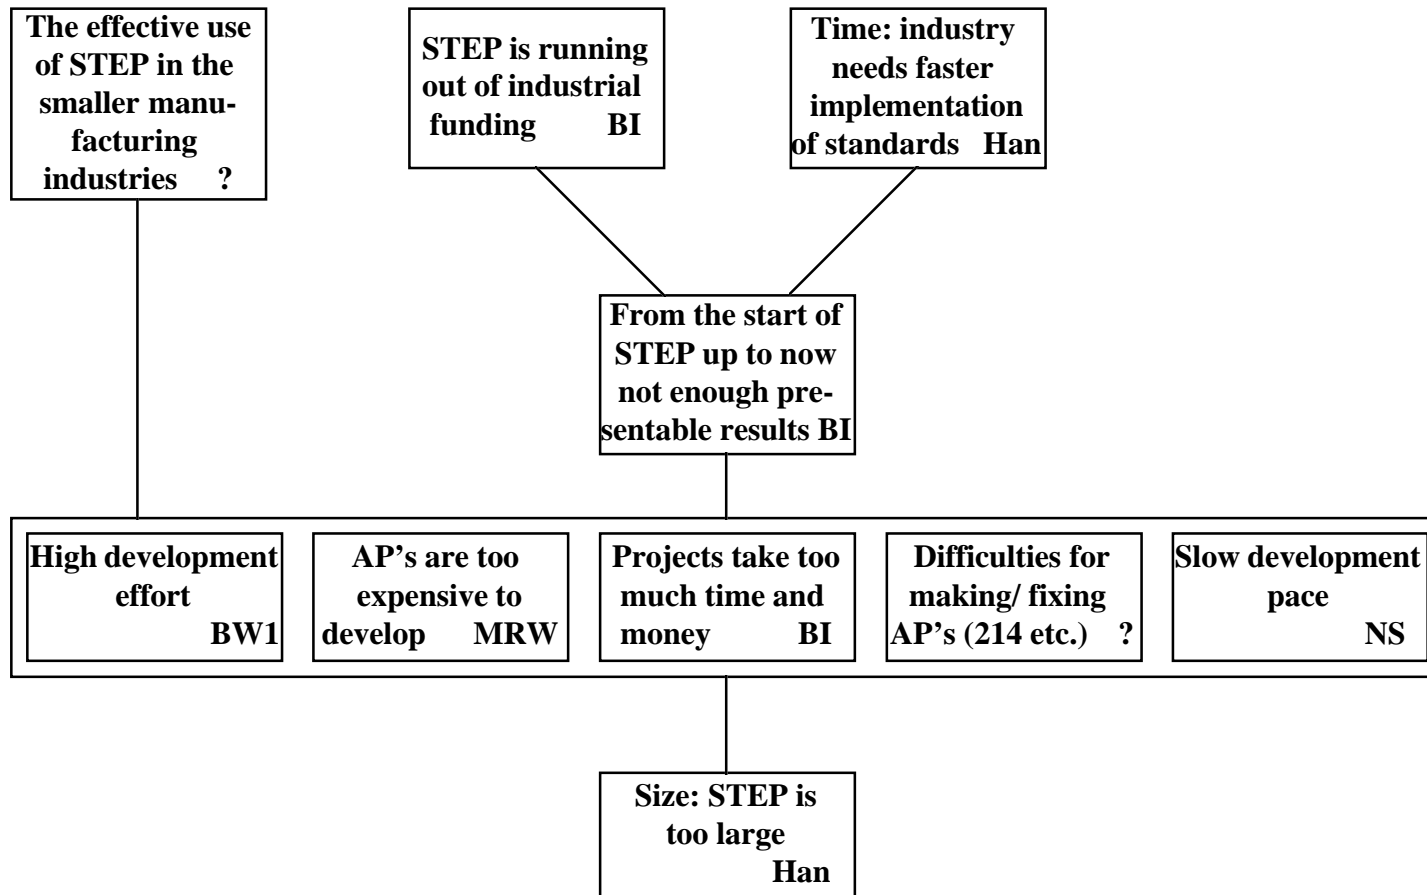 The effective use
of STEP in the
smaller manu-
facturing
industries ?
STEP is running
out of industrial
funding BI
Time: industry
needs faster
implementation
of standards Han
From the start of
STEP up to now
not enough pre-
sentable results BI
High development
effort
BW1
AP's are too
expensive to
develop MRW
Projects take too
much time and
money BI
Difficulties for
making/ fixing
AP's (214 etc.) ?
Slow development
pace
NS
Size: STEP is
too large
Han